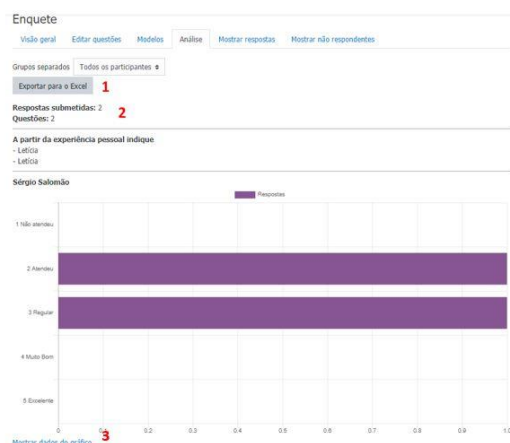 Enquete
Visão geral Editar questões Modelos Análise Mostrar respostas Mostrar não respondentes
Grupos separados Todos os participantes
Exportar para o Excel 1
Respostas submetidas: 2
Questões: 2
2
A partir da experiência pessoal indique
- Letícia
- Letícia
Sérgio Salomão
Respostas
1 Não atendeu
2 Atendeu
3 Regular
4 Muito Bom
5 Excelente
0 0.1 0.2 0.3 0.4 0.5 0.6 0.7 0.8 0.9 1.0
3
Mostrar dados do gráfico